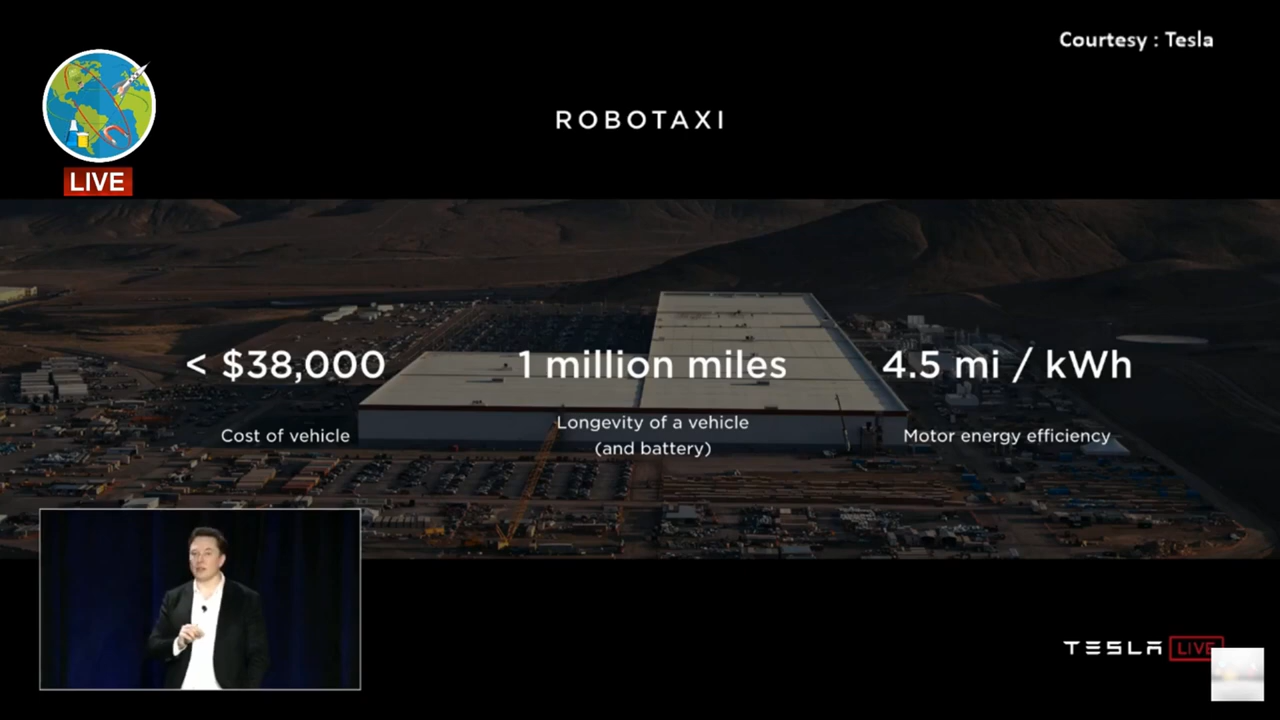 Courtesy : Tesla
LIVE
ROBOTAXI
< $38,000
Cost of vehicle
1 million miles
Longevity of a vehicle
(and battery)
4.5 mi / kWh
Motor energy efficiency
TESLA LIVE